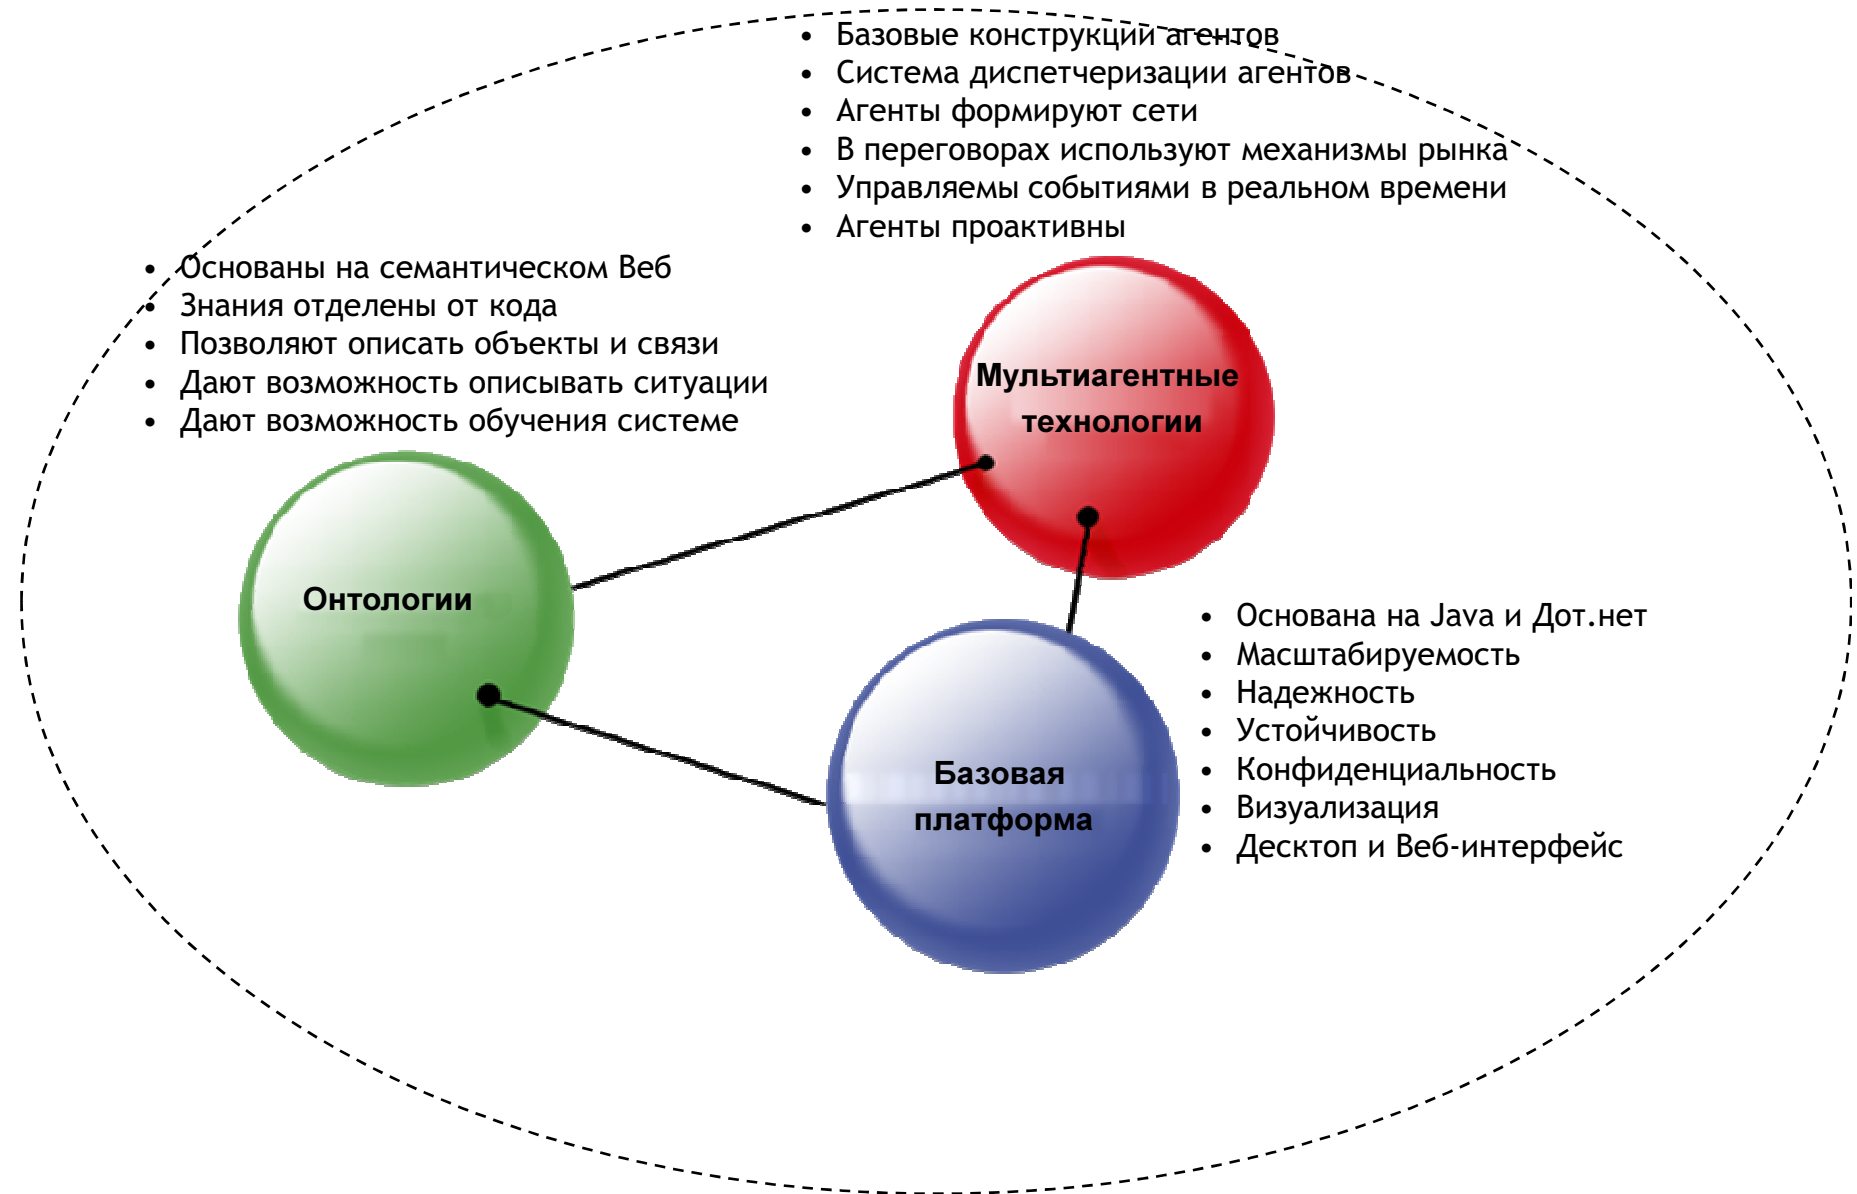 • Базовые конструкции агентов
• Система диспетчеризации агентов
• Агенты формируют сети
• В переговорах используют механизмы рынка
• Управляемы событиями в реальном времени
• Агенты проактивны
• Основаны на семантическом Веб
• Знания отделены от кода
• Позволяют описать объекты и связи
• Дают возможность описывать ситуации
• Дают возможность обучения системе
Мультиагентные
технологии
Онтологии
• Основана на Java и Дот.нет
• Масштабируемость
• Надежность
• Устойчивость
• Конфиденциальность
• Визуализация
• Десктоп и Веб-интерфейс
Базовая
платформа